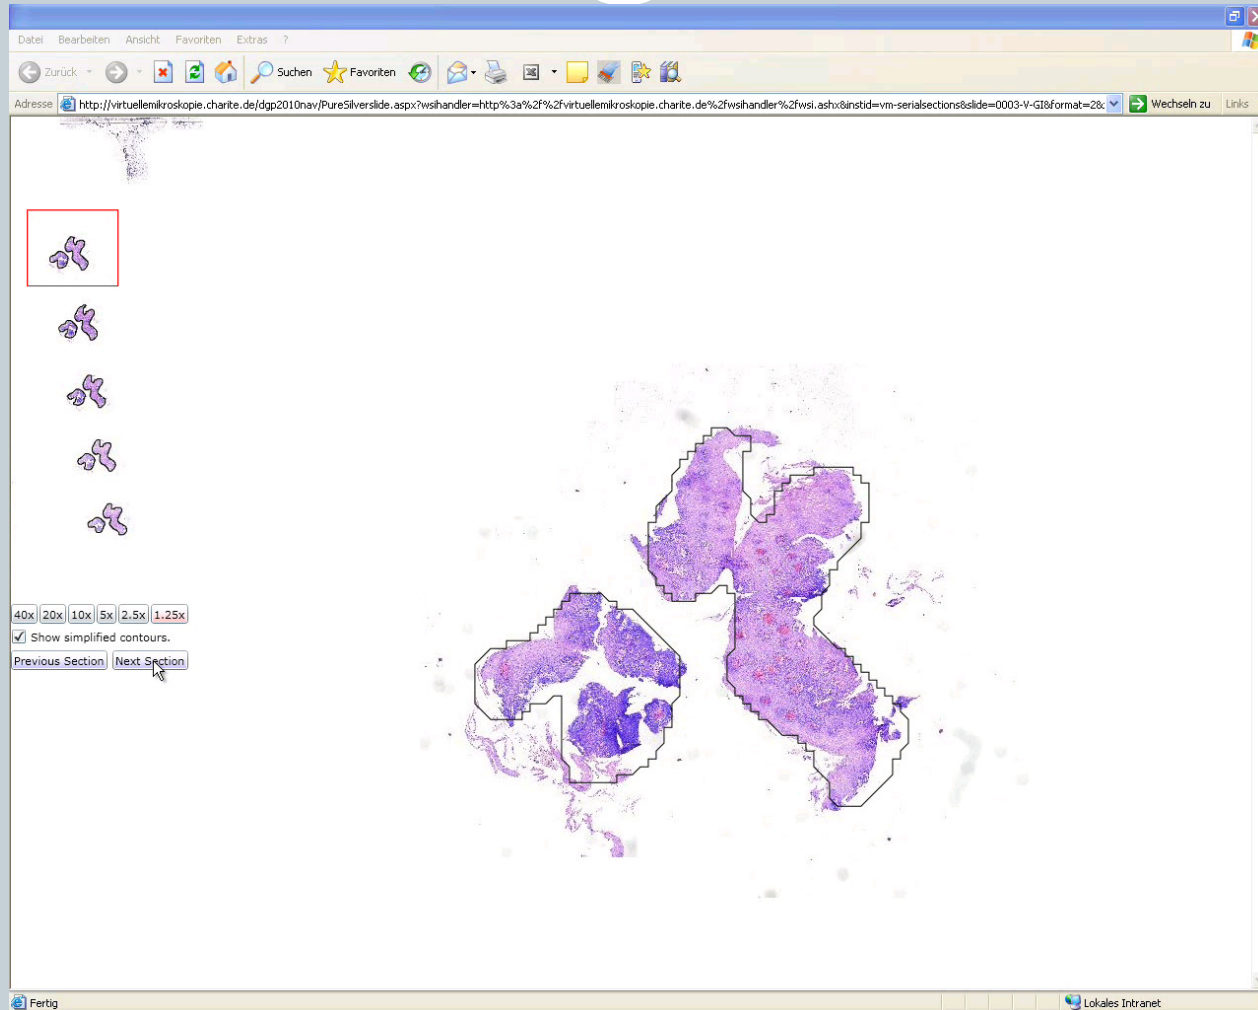 Datei Bearbeiten Ansicht Favoriten Extras ?
Zurück Suchen Favoriten
Adresse http://virtuellemikroskopie.charite.de/dgp2010nav/PureSilverslide.aspx?wsihandler=http%3a%2f%2fvirtuellemikroskopie.charite.de%2fwsihandler%2fwsi.ashx&instid=vm-serialsections&slide=0003-V-GI&format=2& Wechseln zu Links
40x 20x 10x 5x 2.5x 1.25x
Show simplified contours.
Previous Section Next Section
Fertig Lokales Intranet